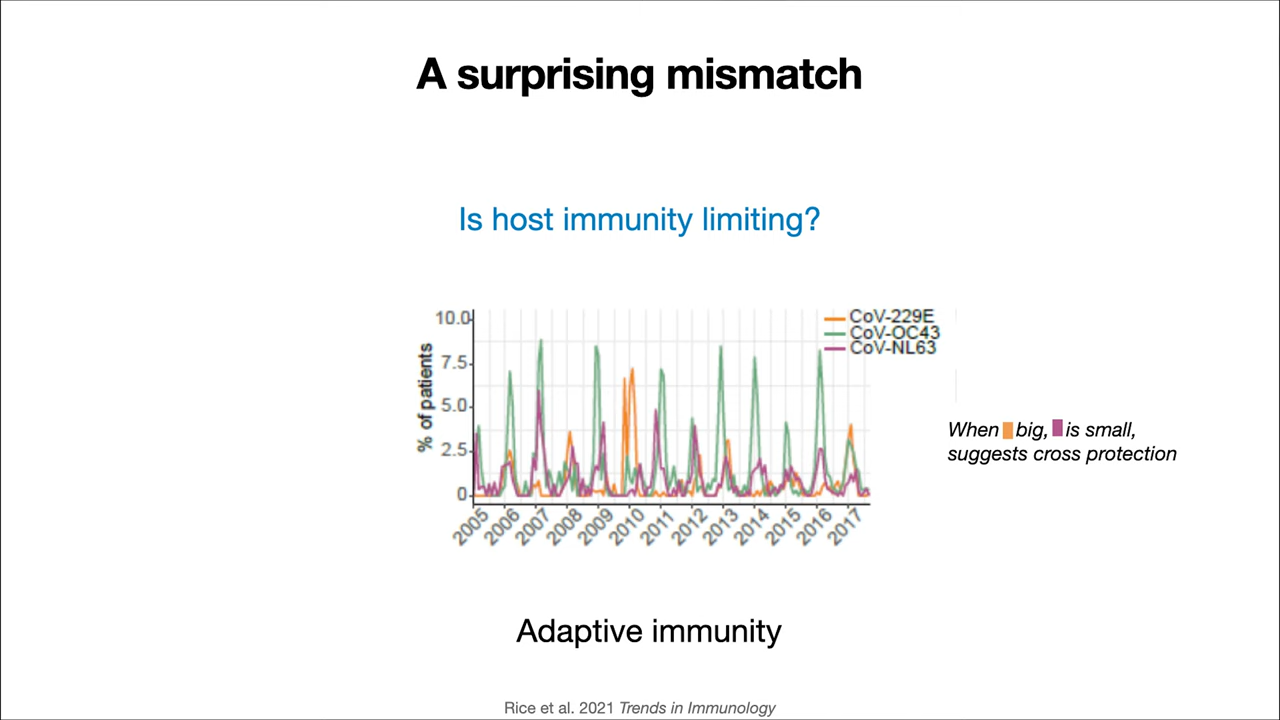 A surprising mismatch
Is host immunity limiting?
CoV-229E
CoV-OC43
CoV-NL63
% of patients
10.0
7.5
5.0
2.5
0
2005
2006
2007
2008
2009
2010
2011
2012
2013
2014
2015
2016
2017
When big, is small,
suggests cross protection
Adaptive immunity
Rice et al. 2021 Trends in Immunology